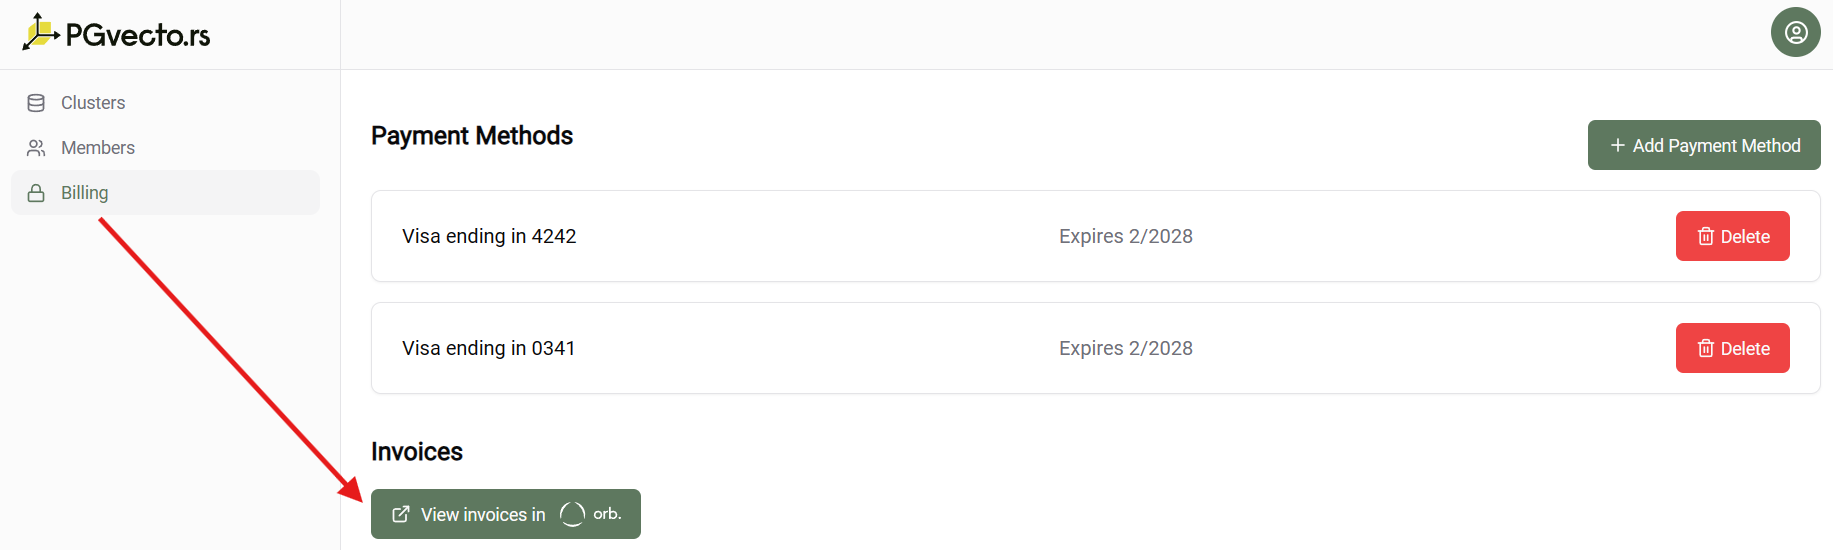 PGvecto.rs
Clusters
Members
Billing
Payment Methods
Add Payment Method
Visa ending in 4242
Expires 2/2028
Delete
Visa ending in 0341
Expires 2/2028
Delete
Invoices
View invoices in orb.